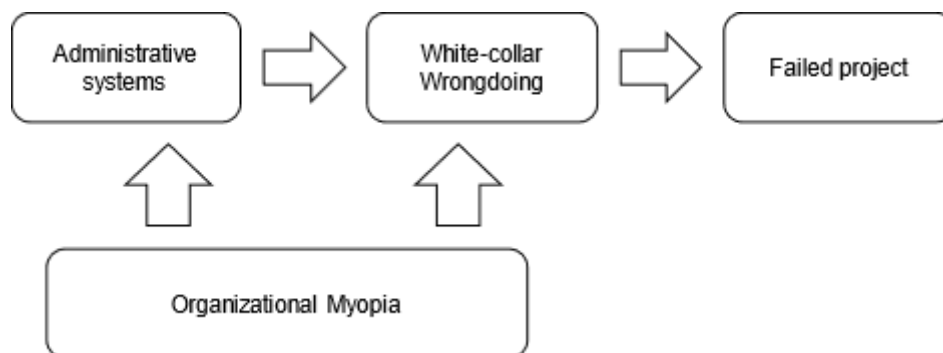 Administrative
systems
White-collar
Wrongdoing
Failed project
Organizational Myopia